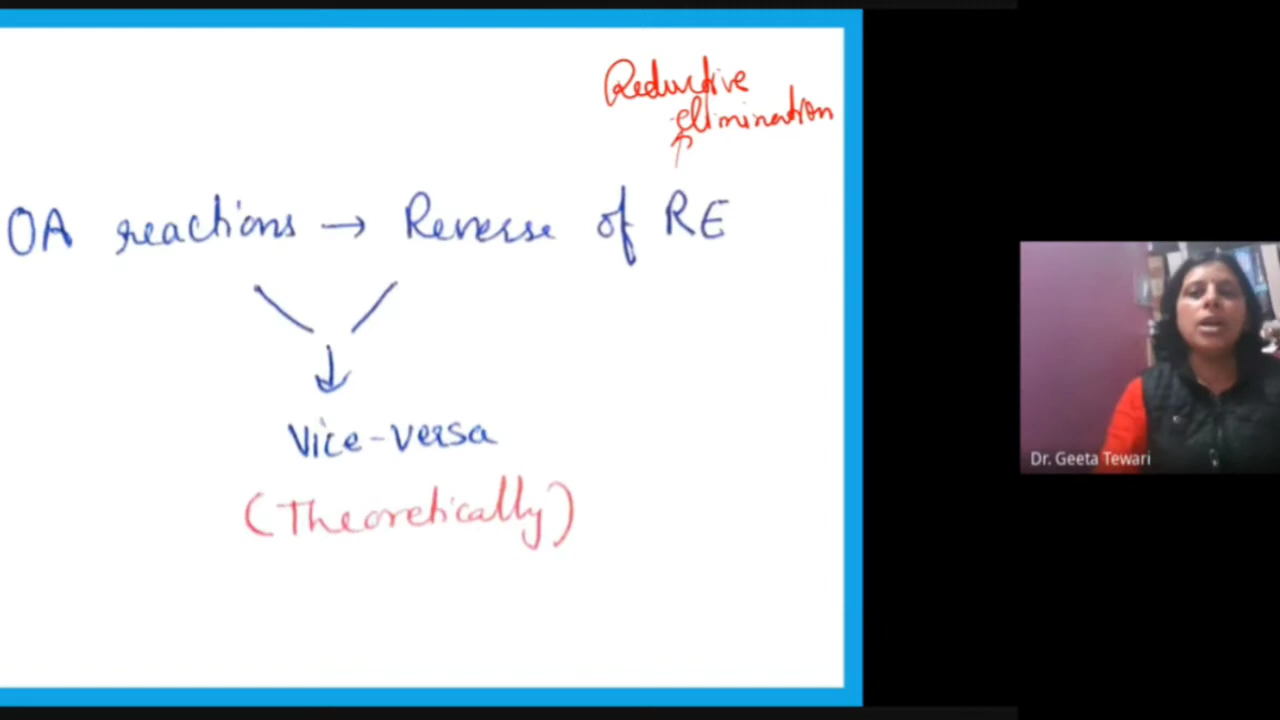 Reductive
elimination
OA reactions → Reverse of RE
Vice-versa
(Theoretically)
Dr. Geeta Tewari